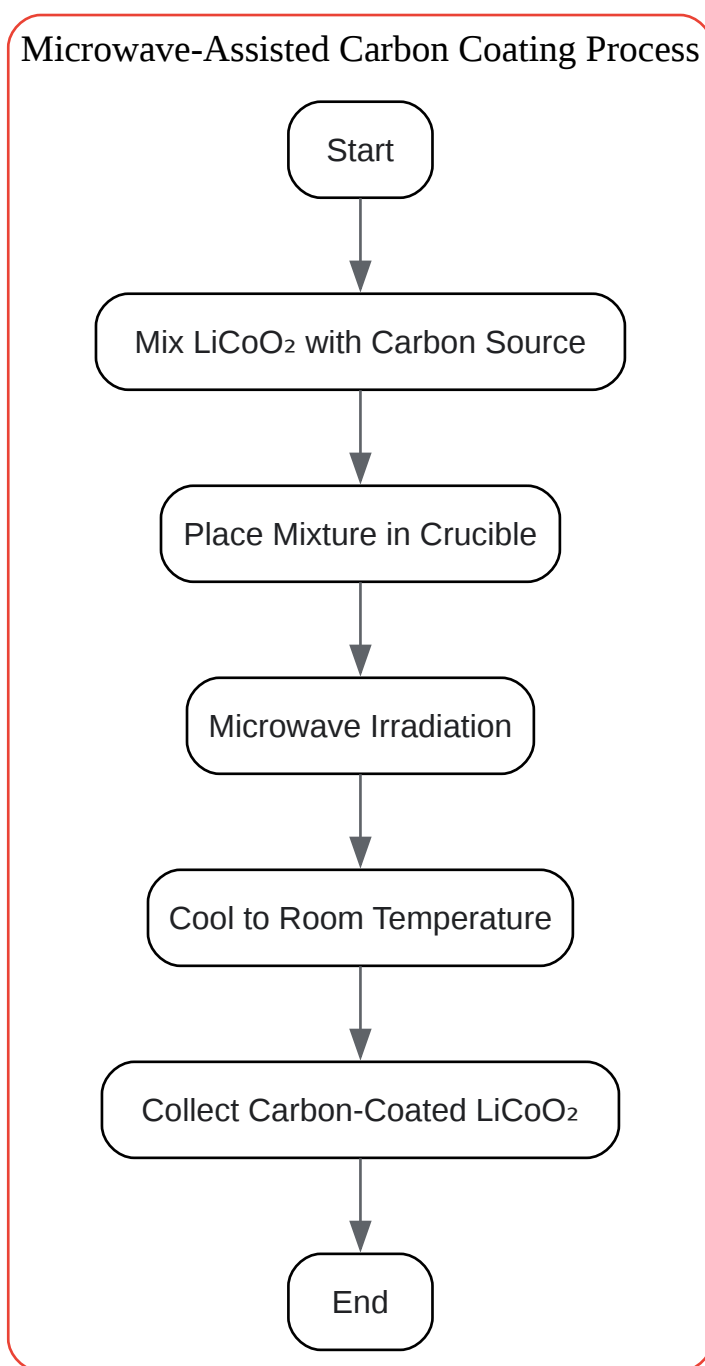 Microwave-Assisted Carbon Coating Process
Start
Mix LiCoO₂ with Carbon Source
Place Mixture in Crucible
Microwave Irradiation
Cool to Room Temperature
Collect Carbon-Coated LiCoO₂
End